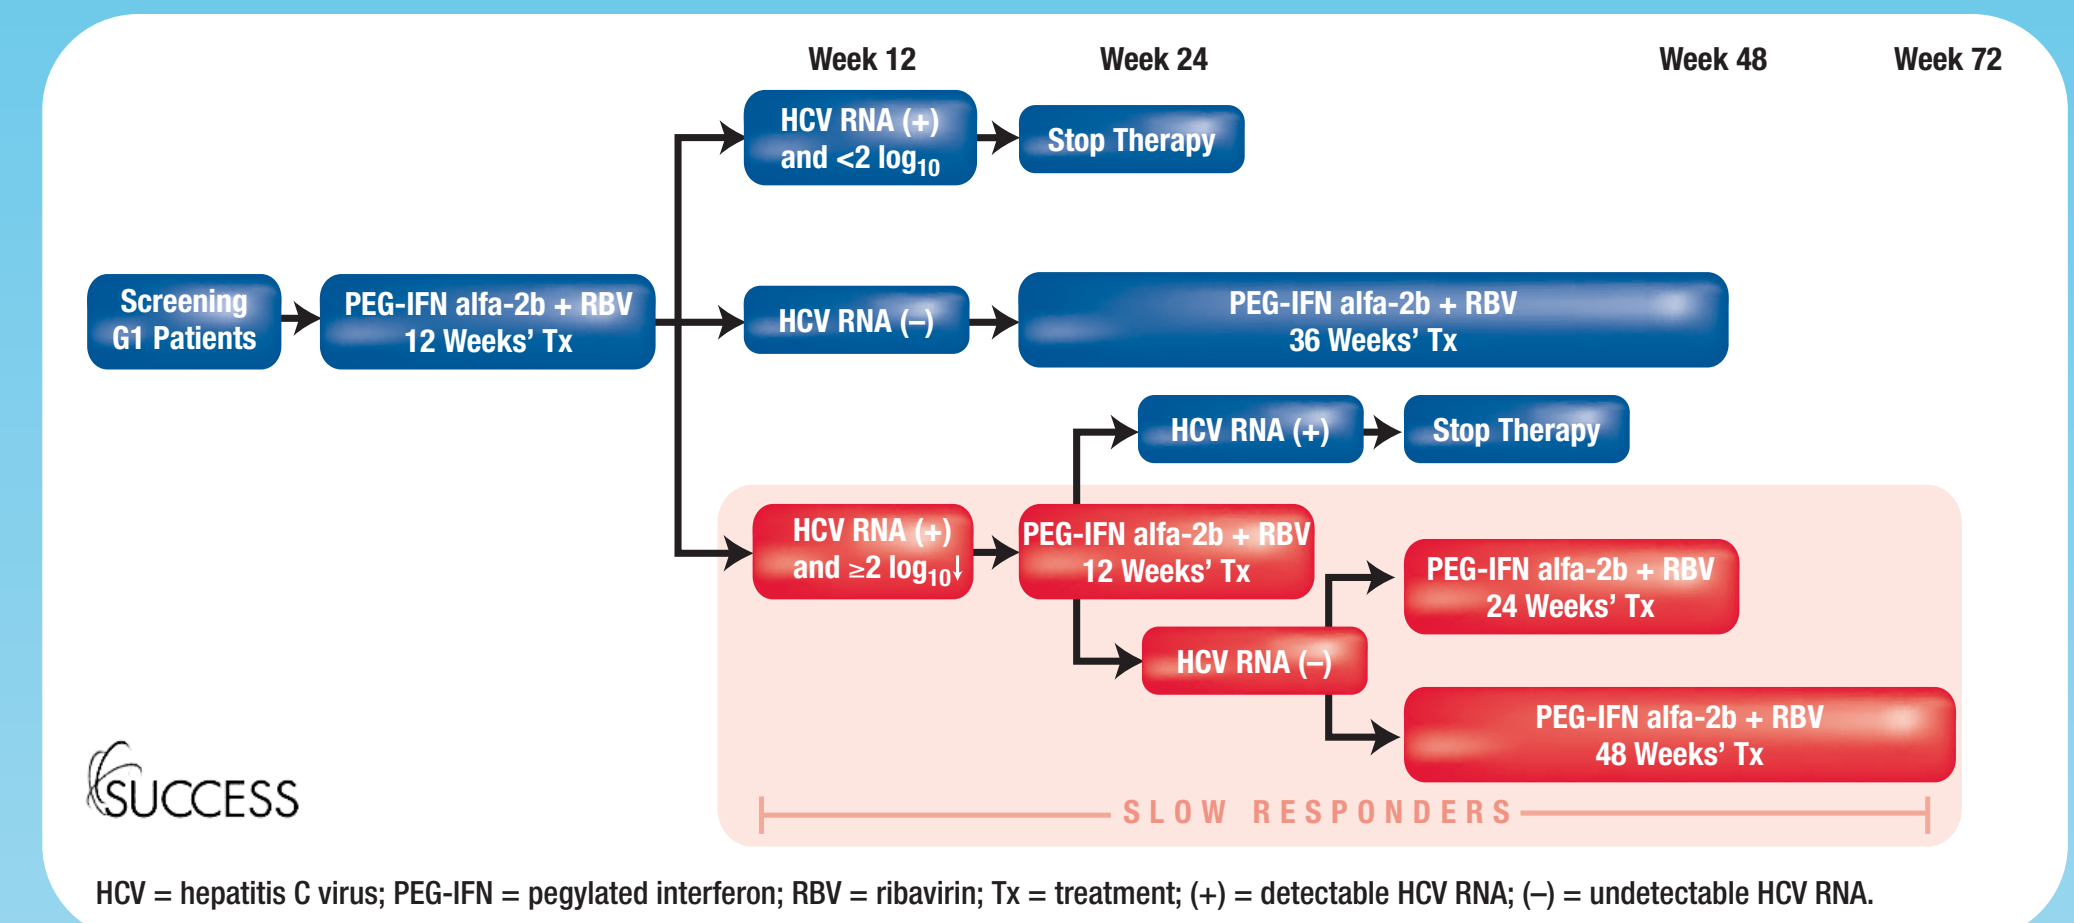 Week 12 Week 24 Week 48 Week 72
HCV RNA (+)
and <2 log10
Stop Therapy
Screening
G1 Patients
PEG-IFN alfa-2b + RBV
12 Weeks' Tx
HCV RNA (–)
PEG-IFN alfa-2b + RBV
36 Weeks' Tx
HCV RNA (+)
Stop Therapy
HCV RNA (+)
and ≥2 log10↓
PEG-IFN alfa-2b + RBV
12 Weeks' Tx
HCV RNA (–)
PEG-IFN alfa-2b + RBV
24 Weeks' Tx
PEG-IFN alfa-2b + RBV
48 Weeks' Tx
SLOW RESPONDERS
SUCCESS
HCV = hepatitis C virus; PEG-IFN = pegylated interferon; RBV = ribavirin; Tx = treatment; (+) = detectable HCV RNA; (–) = undetectable HCV RNA.